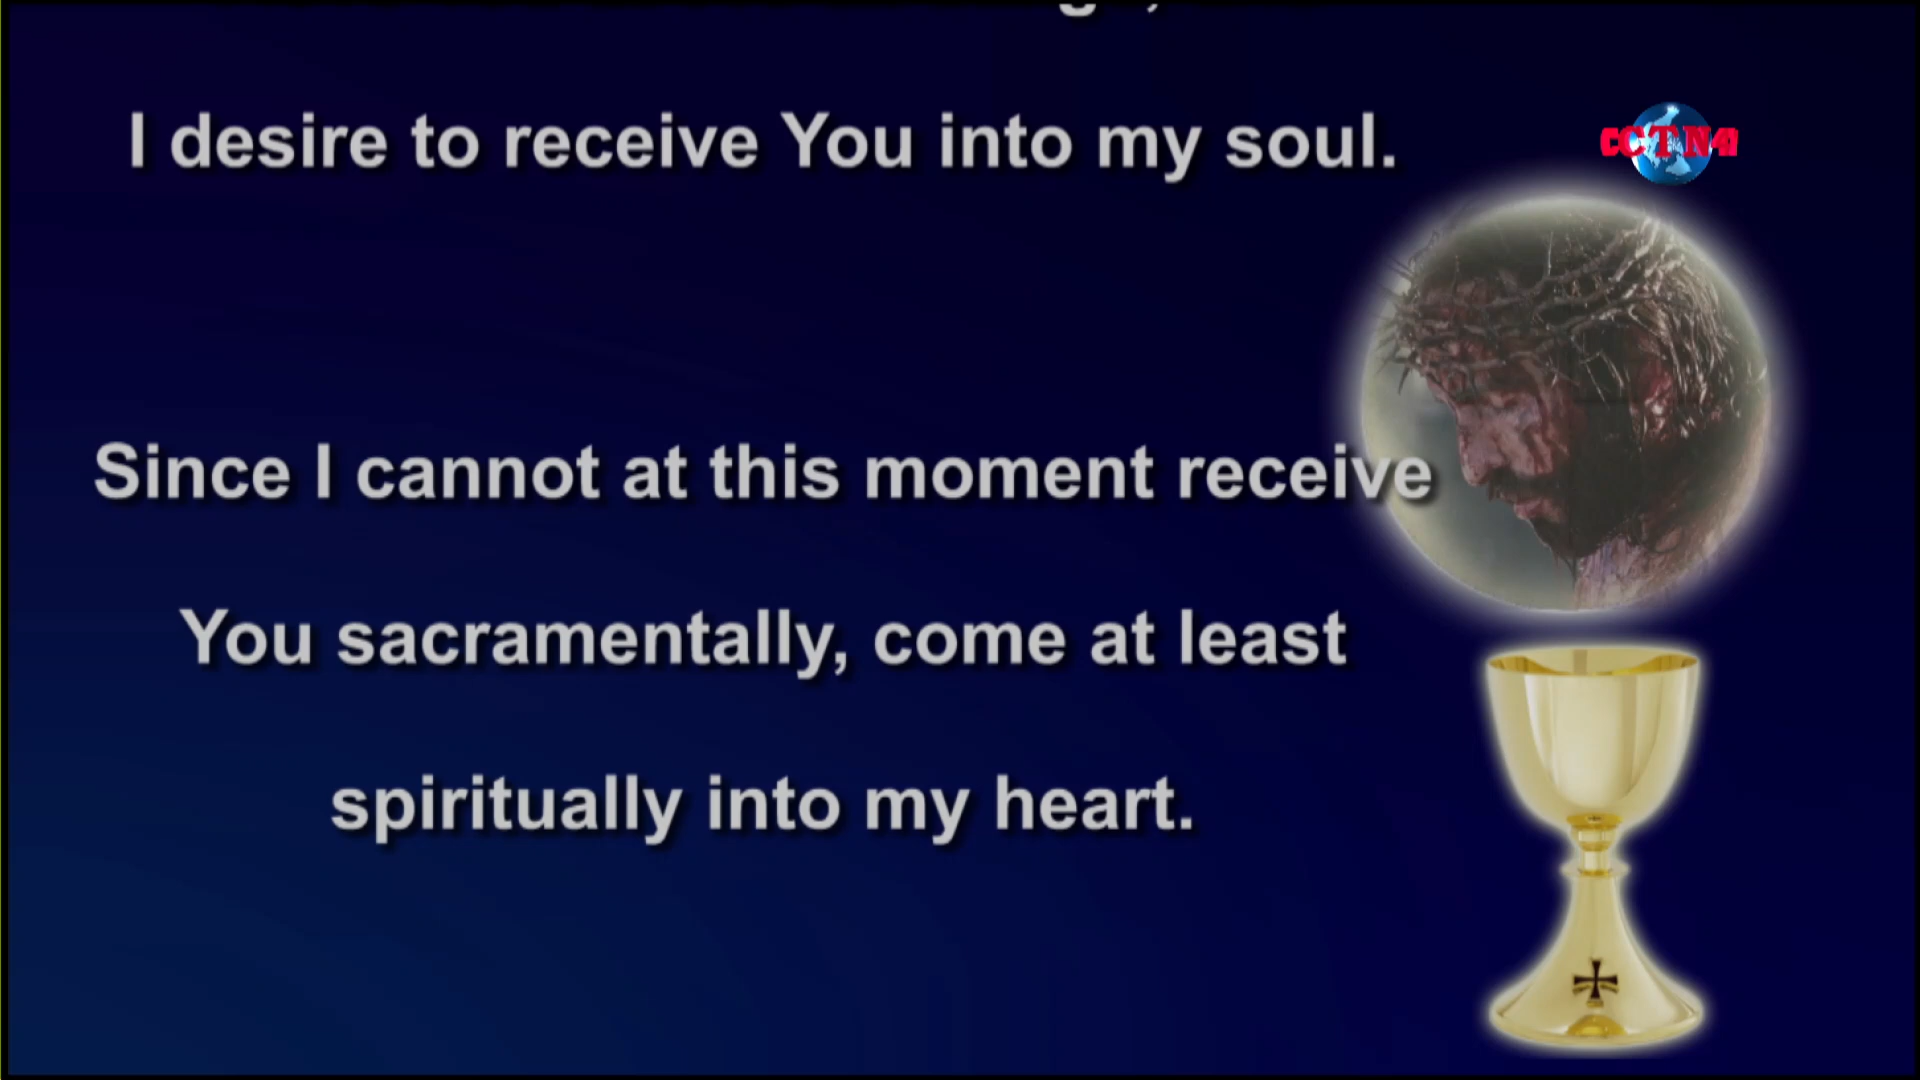 I desire to receive You into my soul.
CCTN
Since I cannot at this moment receive
You sacramentally, come at least
spiritually into my heart.